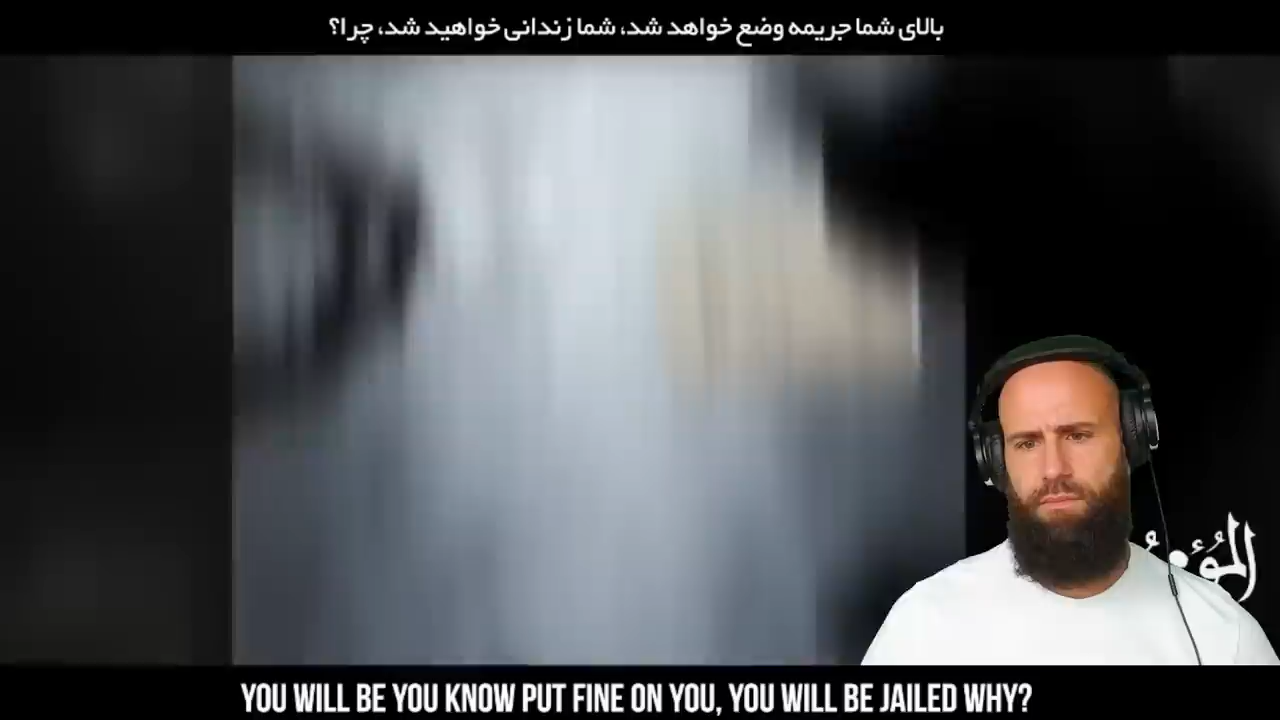 بالای شما جریمه وضع خواهد شد، شما زندانی خواهید شد، چرا؟
YOU WILL BE YOU KNOW PUT FINE ON YOU, YOU WILL BE JAILED WHY?